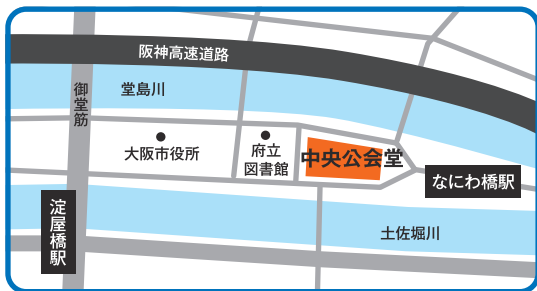 阪神高速道路
御堂筋
堂島川
大阪市役所
府立
図書館
中央公会堂
なにわ橋駅
淀屋橋駅
土佐堀川